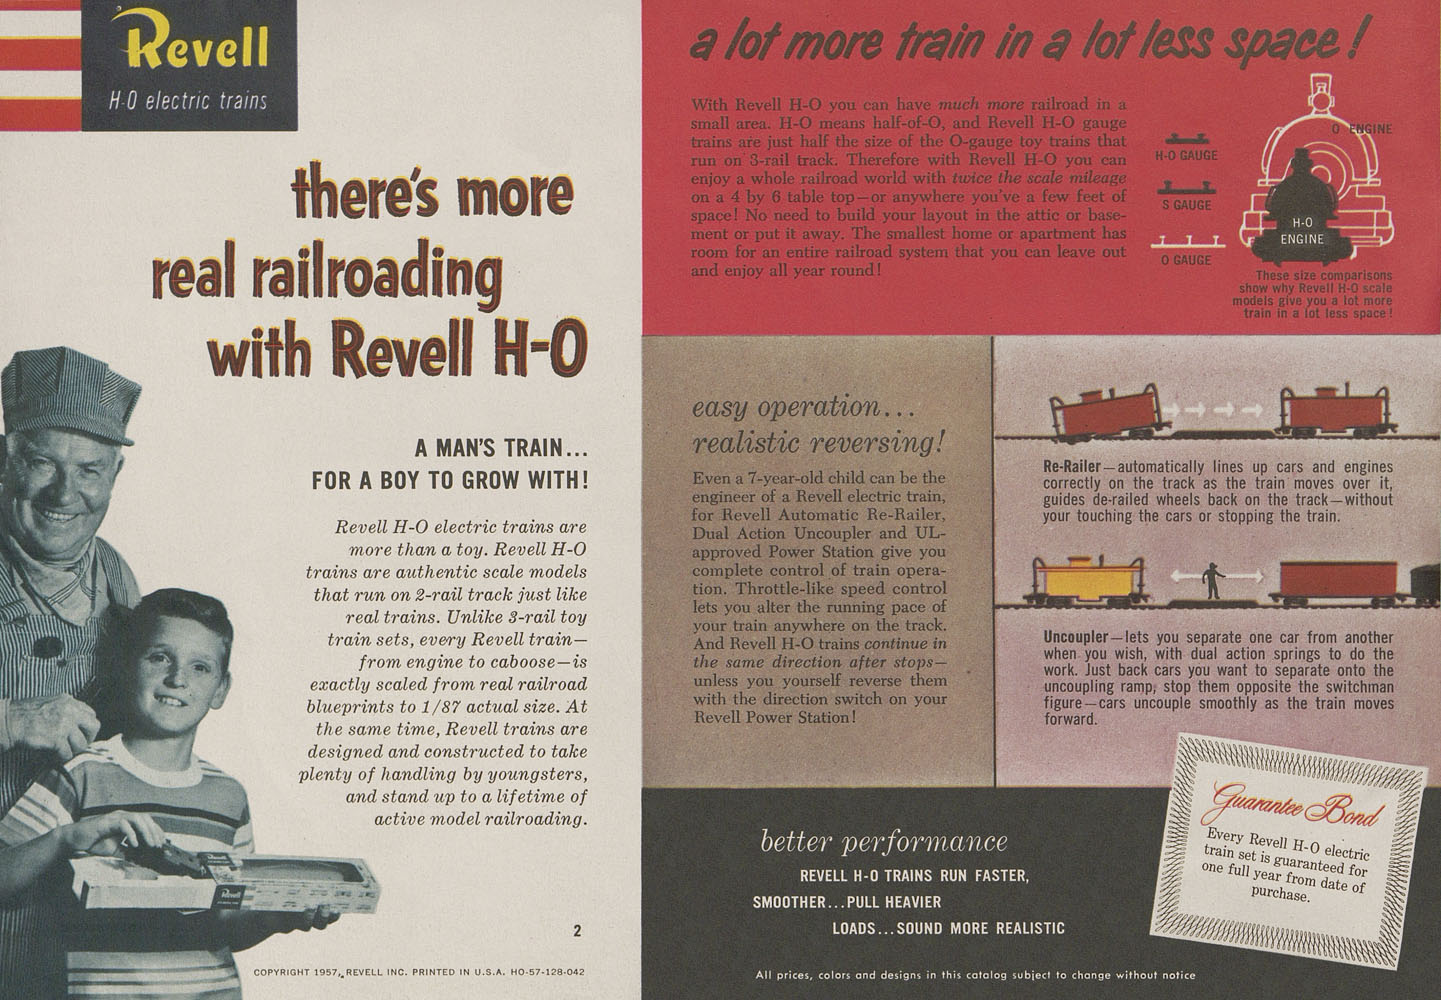 Revell
H-O electric trains
there's more
real railroading
with Revell H-O
A MAN'S TRAIN...
FOR A BOY TO GROW WITH!
Revell H-O electric trains are
more than a toy. Revell H-O
trains are authentic scale models
that run on 2-rail track just like
real trains. Unlike 3-rail toy
train sets, every Revell train—
from engine to caboose—is
exactly scaled from real railroad
blueprints to 1/87 actual size. At
the same time, Revell trains are
designed and constructed to take
plenty of handling by youngsters,
and stand up to a lifetime of
active model railroading.
Revell
Revell
2
COPYRIGHT 1957, REVELL INC. PRINTED IN U.S.A. HO-57-128-042
a lot more train in a lot less space!
With Revell H-O you can have much more railroad in a
small area. H-O means half-of-O, and Revell H-O gauge
trains are just half the size of the O-gauge toy trains that
run on 3-rail track. Therefore with Revell H-O you can
enjoy a whole railroad world with twice the scale mileage
on a 4 by 6 table top—or anywhere you've a few feet of
space! No need to build your layout in the attic or base-
ment or put it away. The smallest home or apartment has
room for an entire railroad system that you can leave out
and enjoy all year round!
H-O GAUGE
S GAUGE
O GAUGE
O ENGINE
H-O
ENGINE
These size comparisons
show why Revell H-O scale
models give you a lot more
train in a lot less space!
easy operation...
realistic reversing!
Even a 7-year-old child can be the
engineer of a Revell electric train,
for Revell Automatic Re-Railer,
Dual Action Uncoupler and UL-
approved Power Station give you
complete control of train opera-
tion. Throttle-like speed control
lets you alter the running pace of
your train anywhere on the track.
And Revell H-O trains continue in
the same direction after stops—
unless you yourself reverse them
with the direction switch on your
Revell Power Station!
Re-Railer—automatically lines up cars and engines
correctly on the track as the train moves over it,
guides de-railed wheels back on the track—without
your touching the cars or stopping the train.
Uncoupler—lets you separate one car from another
when you wish, with dual action springs to do the
work. Just back cars you want to separate onto the
uncoupling ramp, stop them opposite the switchman
figure—cars uncouple smoothly as the train moves
forward.
better performance
REVELL H-O TRAINS RUN FASTER,
SMOOTHER...PULL HEAVIER
LOADS...SOUND MORE REALISTIC
Guarantee Bond
Every Revell H-O electric
train set is guaranteed for
one full year from date of
purchase.
All prices, colors and designs in this catalog subject to change without notice